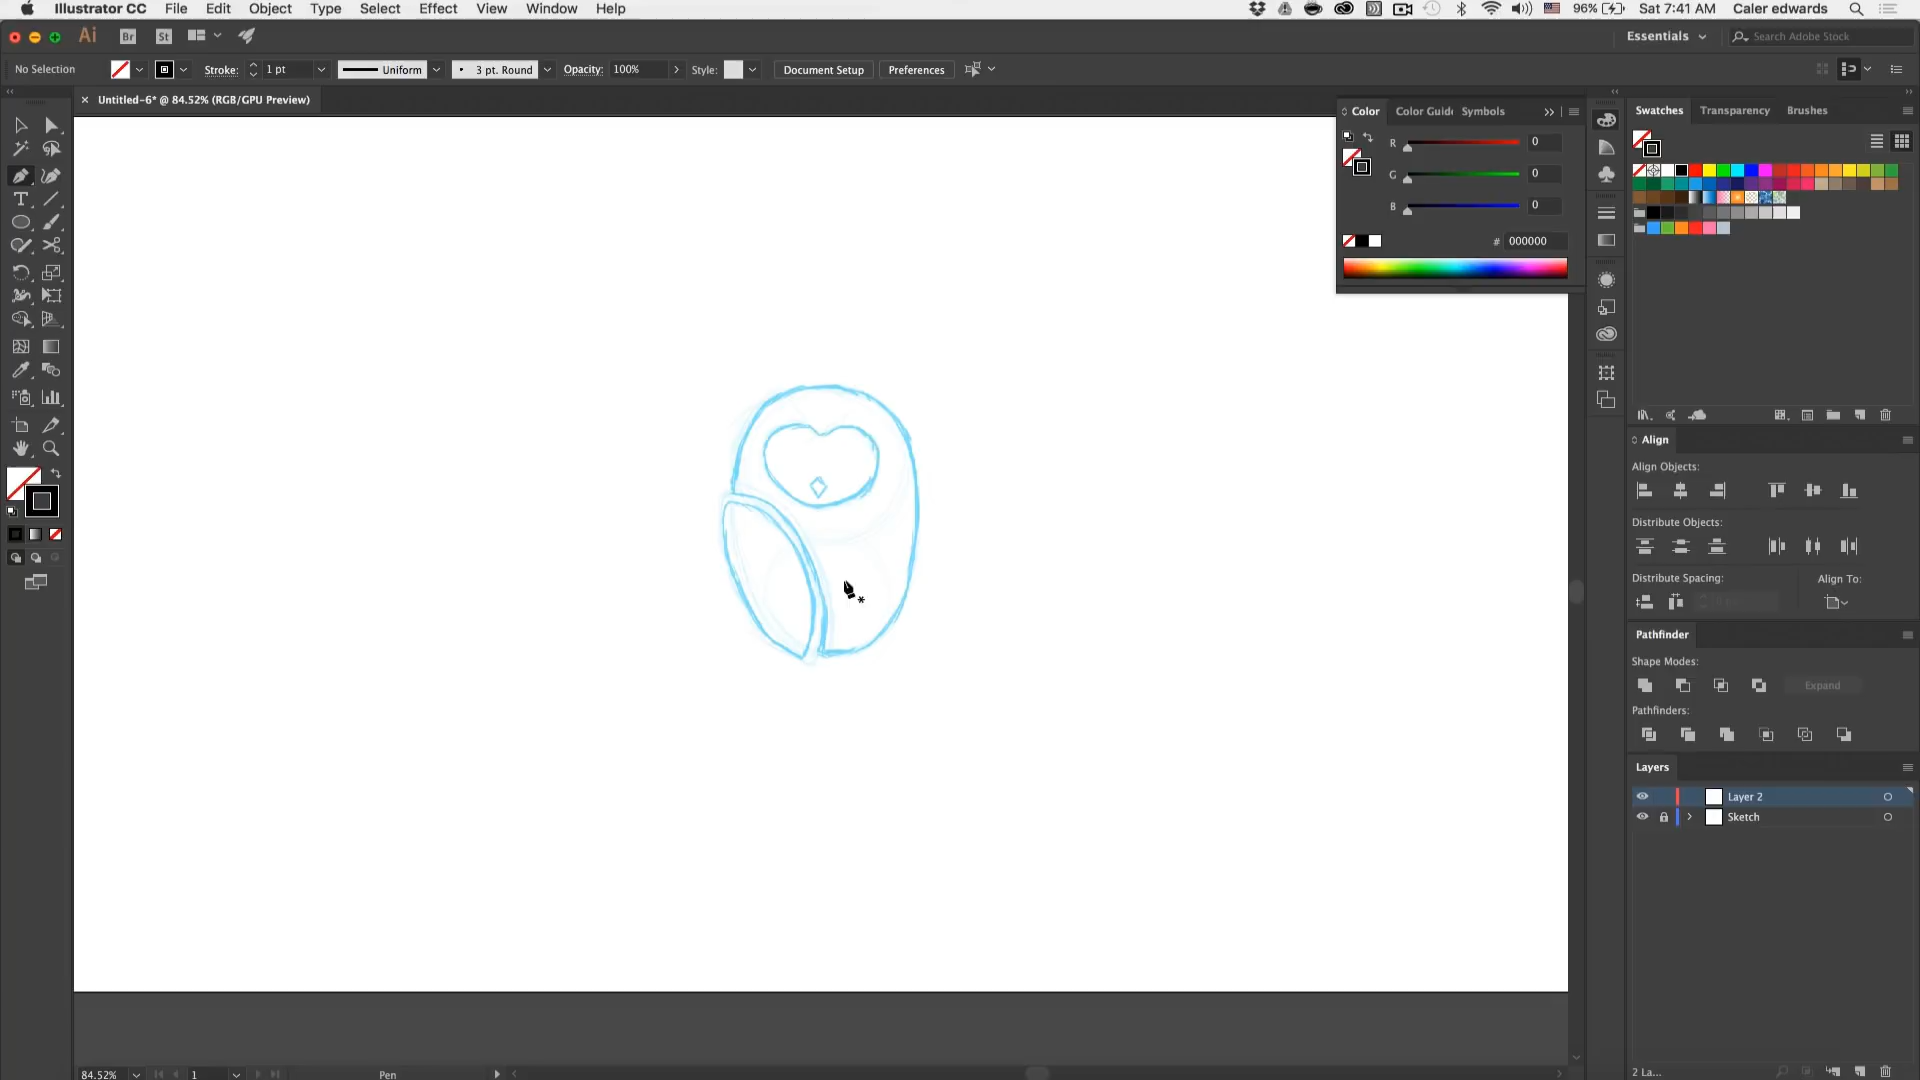 Illustrator CC File Edit Object Type Select Effect View Window Help 96% Sat 7:41 AM Caler edwards
Ai Br St Essentials Search Adobe Stock
No Selection Stroke: 1 pt Uniform 3 pt. Round Opacity: 100% Style: Document Setup Preferences
× Untitled-6* @ 84.52% (RGB/GPU Preview)
Color Color Guide Symbols
R 0
G 0
B 0
# 000000
Swatches Transparency Brushes
Align
Align Objects:
Distribute Objects:
Distribute Spacing: Align To:
Pathfinder
Shape Modes:
Expand
Pathfinders:
Layers
Layer 2
Sketch
84.52% 1 Pen
2 La...